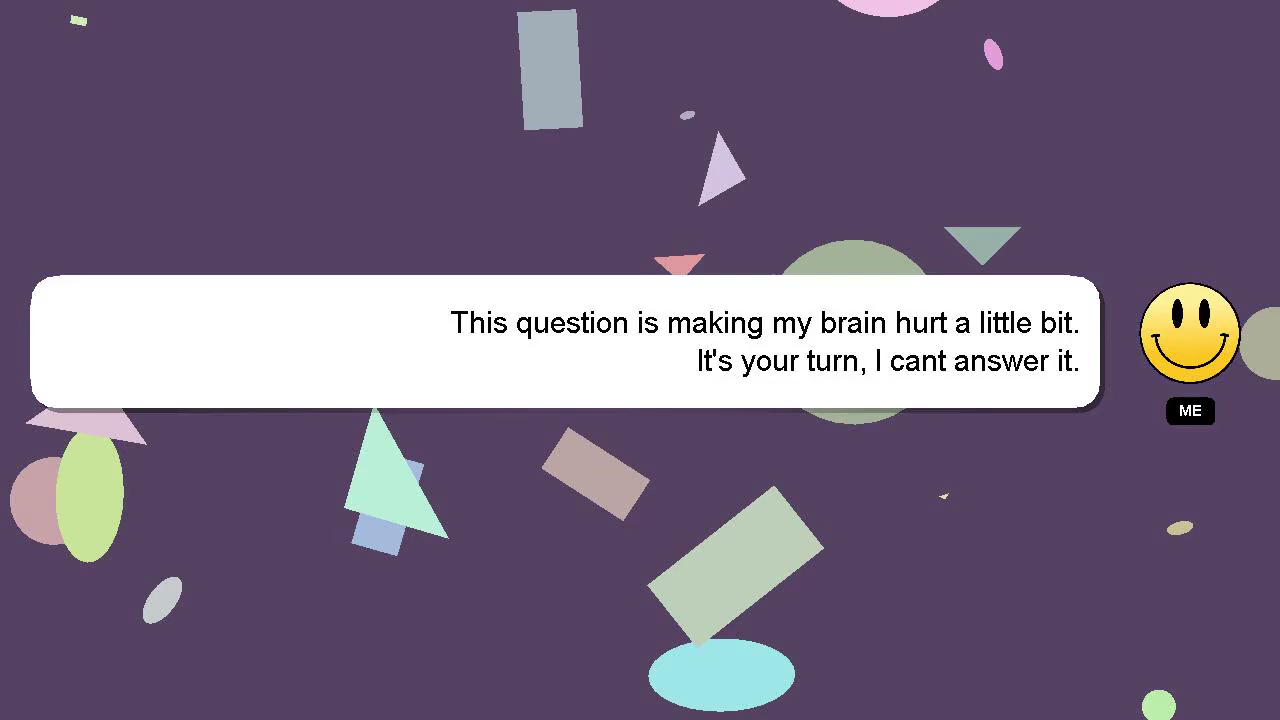 This question is making my brain hurt a little bit.
It's your turn, I cant answer it.
ME